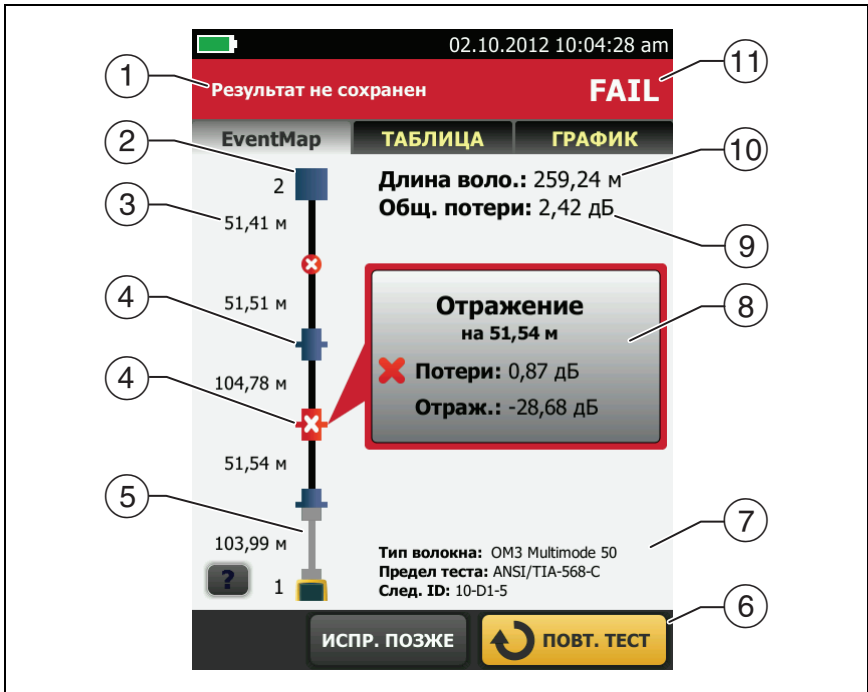 02.10.2012 10:04:28 am
1
Результат не сохранен
FAIL
11
EventMap
ТАБЛИЦА
ГРАФИК
2
10
2
Длина воло.: 259,24 м
3
51,41 м
Общ. потери: 2,42 дБ
9
4
51,51 м
Отражение
на 51,54 м
8
Потери: 0,87 дБ
Отраж.: -28,68 дБ
104,78 м
4
51,54 м
5
7
103,99 м
Тип волокна: OM3 Multimode 50
Предел теста: ANSI/TIA-568-C
След. ID: 10-D1-5
?
1
6
ИСПР. ПОЗЖЕ
ПОВТ. ТЕСТ